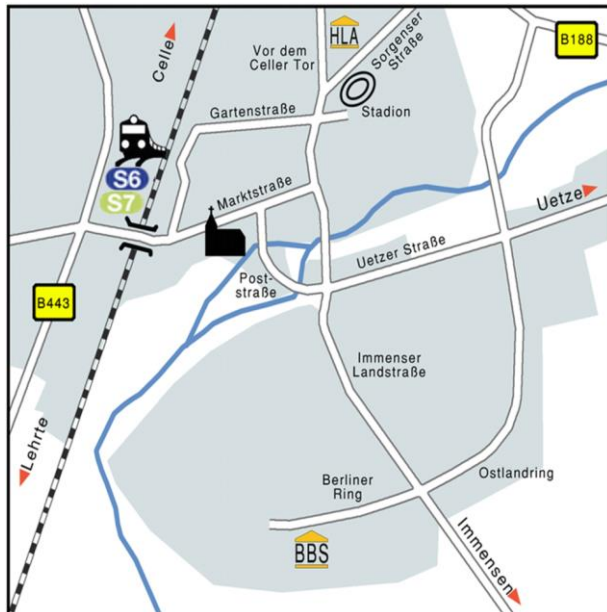 HLA
B188
Celle
Vor dem
Celler Tor
Sorgenser
Straße
Gartenstraße
Stadion
S6
S7
Marktstraße
Uetze
Uetzer Straße
Post-
straße
B443
Immenser
Landstraße
Lehrte
Berliner
Ring
Ostlandring
BBS
Immensen